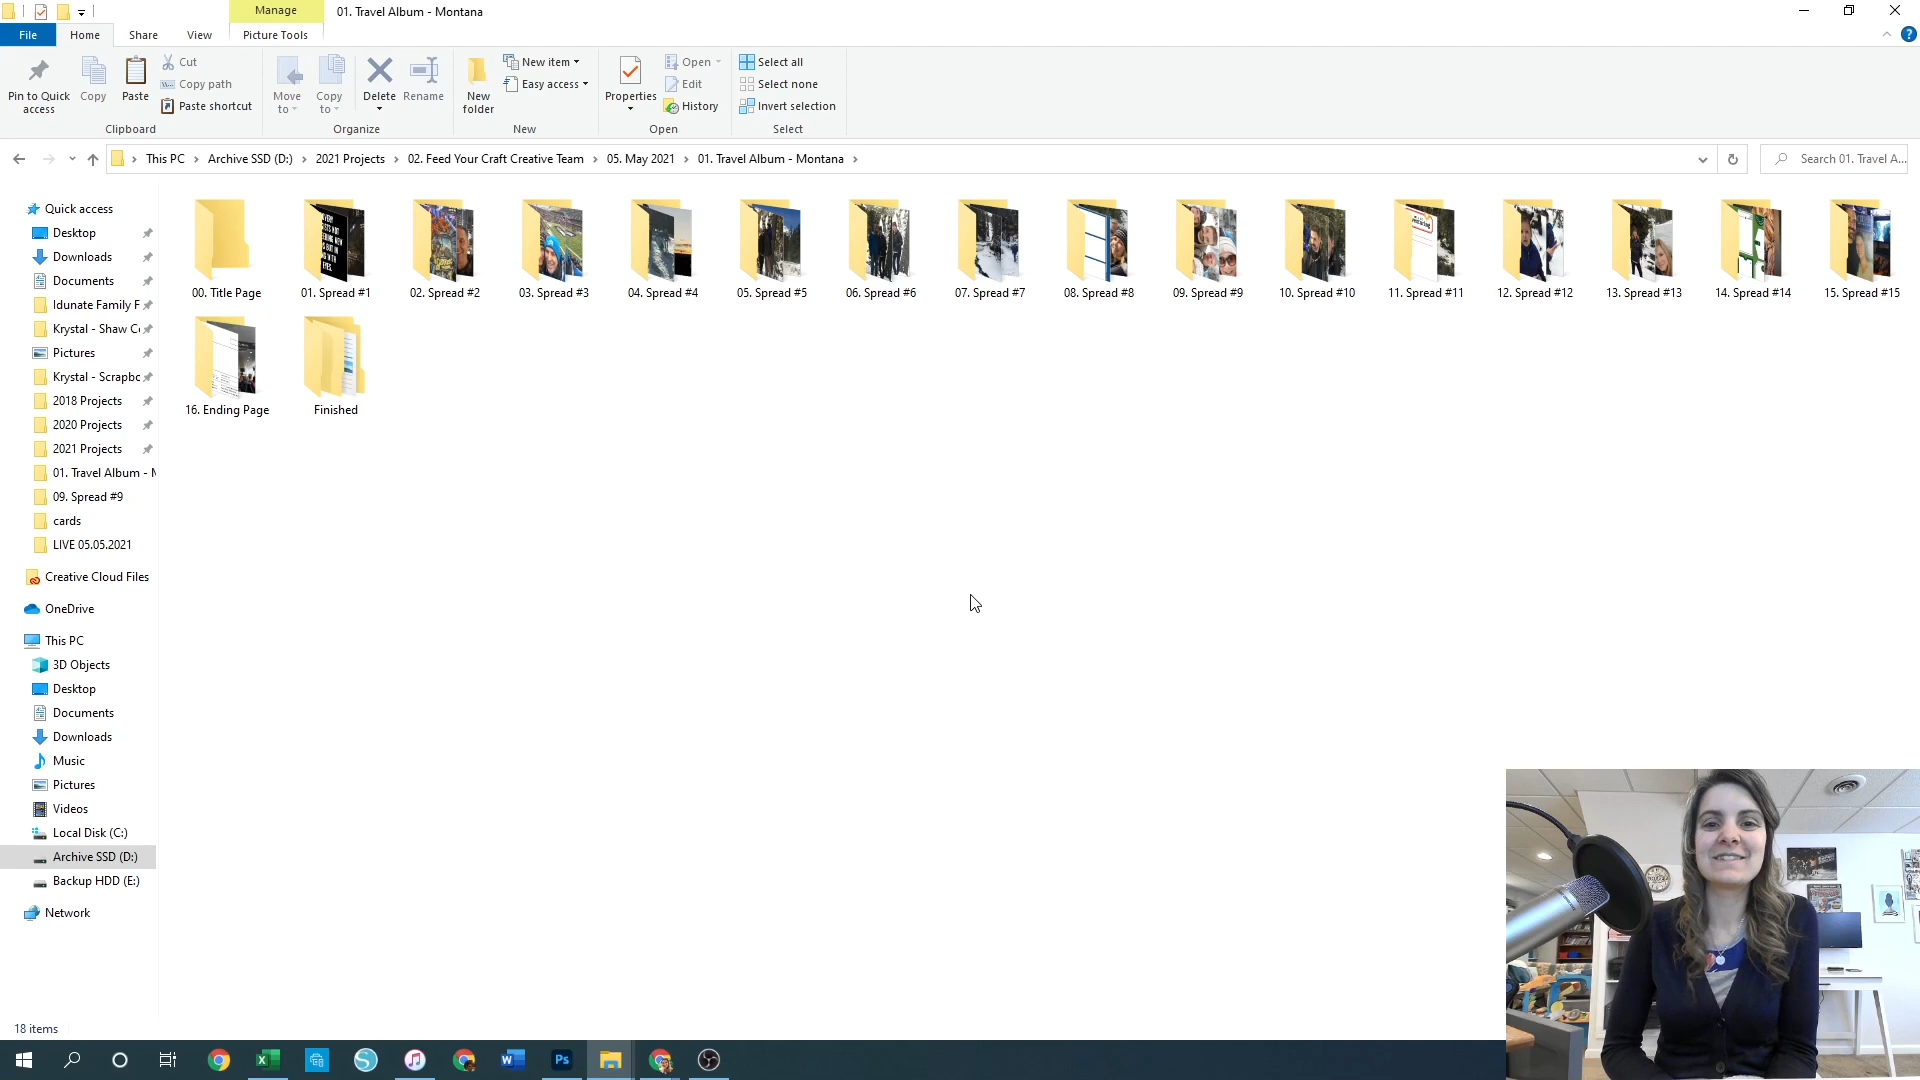 Manage
01. Travel Album - Montana
File
Home
Share
View
Picture Tools
Pin to Quick access
Copy
Paste
Cut
Copy path
Paste shortcut
Clipboard
Move to
Copy to
Delete
Rename
Organize
New folder
New item
Easy access
New
Properties
Open
Edit
History
Open
Select all
Select none
Invert selection
Select
This PC > Archive SSD (D:) > 2021 Projects > 02. Feed Your Craft Creative Team > 05. May 2021 > 01. Travel Album - Montana >
Search 01. Travel A...
Quick access
Desktop
Downloads
Documents
Idunate Family F
Krystal - Shaw C
Pictures
Krystal - Scrapbc
2018 Projects
2020 Projects
2021 Projects
01. Travel Album - M
09. Spread #9
cards
LIVE 05.05.2021
Creative Cloud Files
OneDrive
This PC
3D Objects
Desktop
Documents
Downloads
Music
Pictures
Videos
Local Disk (C:)
Archive SSD (D:)
Backup HDD (E:)
Network
00. Title Page
01. Spread #1
02. Spread #2
03. Spread #3
04. Spread #4
05. Spread #5
06. Spread #6
07. Spread #7
08. Spread #8
09. Spread #9
10. Spread #10
11. Spread #11
12. Spread #12
13. Spread #13
14. Spread #14
15. Spread #15
16. Ending Page
Finished
18 items